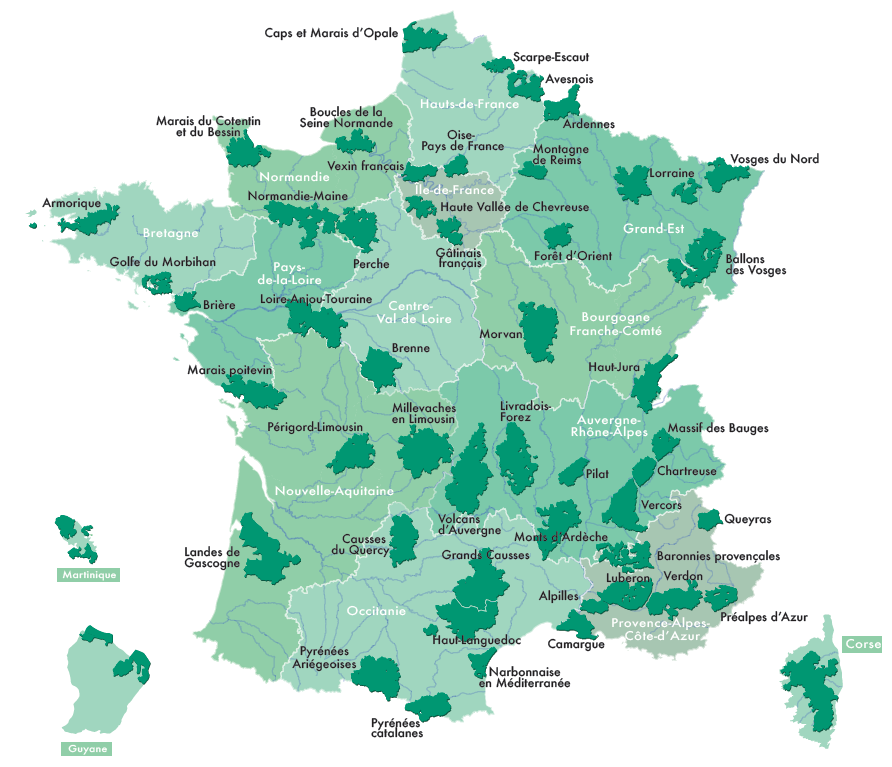 Caps et Marais d'Opale
Scarpe-Escaut
Avesnois
Hauts-de-France
Ardennes
Marais du Cotentin
et du Bessin
Boucles de la
Seine Normande
Oise-
Pays de France
Montagne
de Reims
Vexin français
Lorraine
Vosges du Nord
Normandie
Île-de-France
Normandie-Maine
Haute Vallée de Chevreuse
Armorique
Bretagne
Grand-Est
Golfe du Morbihan
Perche
Gâtinais
français
Forêt d'Orient
Ballons
des Vosges
Pays-
de-la-Loire
Brière
Loire-Anjou-Touraine
Centre-
Val de Loire
Bourgogne
Franche-Comté
Morvan
Brenne
Haut-Jura
Marais poitevin
Millevaches
en Limousin
Livradois-
Forez
Périgord-Limousin
Auvergne-
Rhône-Alpes
Massif des Bauges
Chartreuse
Pilat
Nouvelle-Aquitaine
Vercors
Queyras
Volcans
d'Auvergne
Monts d'Ardèche
Causses
du Quercy
Landes de
Gascogne
Grands Causses
Baronnies provençales
Martinique
Luberon
Verdon
Alpilles
Occitanie
Préalpes d'Azur
Provence-Alpes-
Côte-d'Azur
Haut-Languedoc
Camargue
Corse
Pyrénées
Ariégeoises
Narbonnaise
en Méditerranée
Pyrénées
catalanes
Guyane